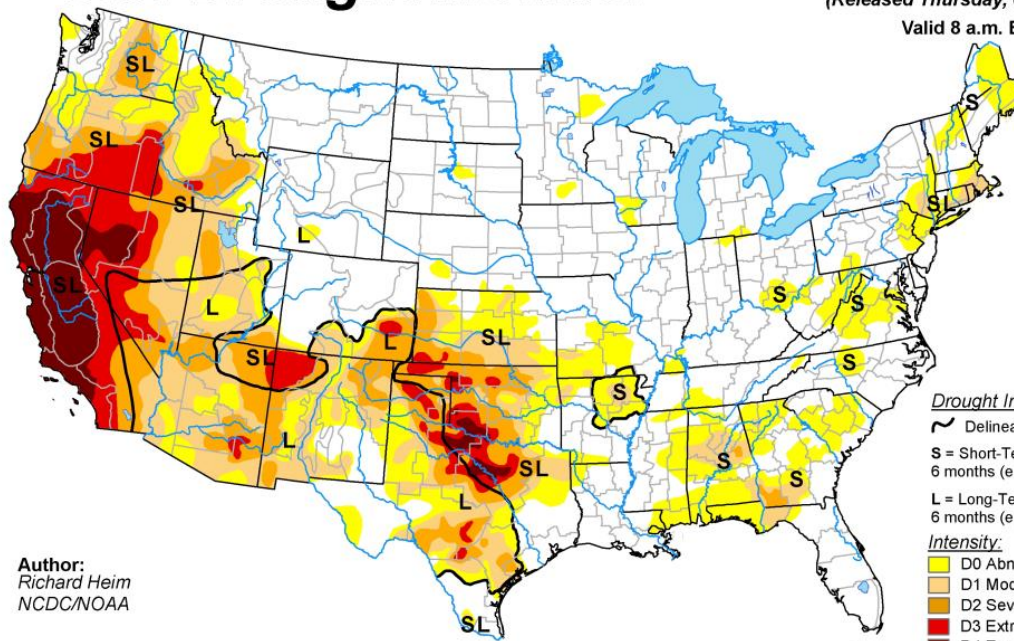 (Released Thursday,
Valid 8 a.m. E
SL
S
SL
SL
SL
L
S
SL
L
S
L
SL
SL
S
L
S
L
SL
S
S
L
SL
Drought In
Delinea
S = Short-Te
6 months (e
L = Long-Te
6 months (e
Intensity:
D0 Abn
D1 Mod
D2 Sev
D3 Extr
Author:
Richard Heim
NCDC/NOAA